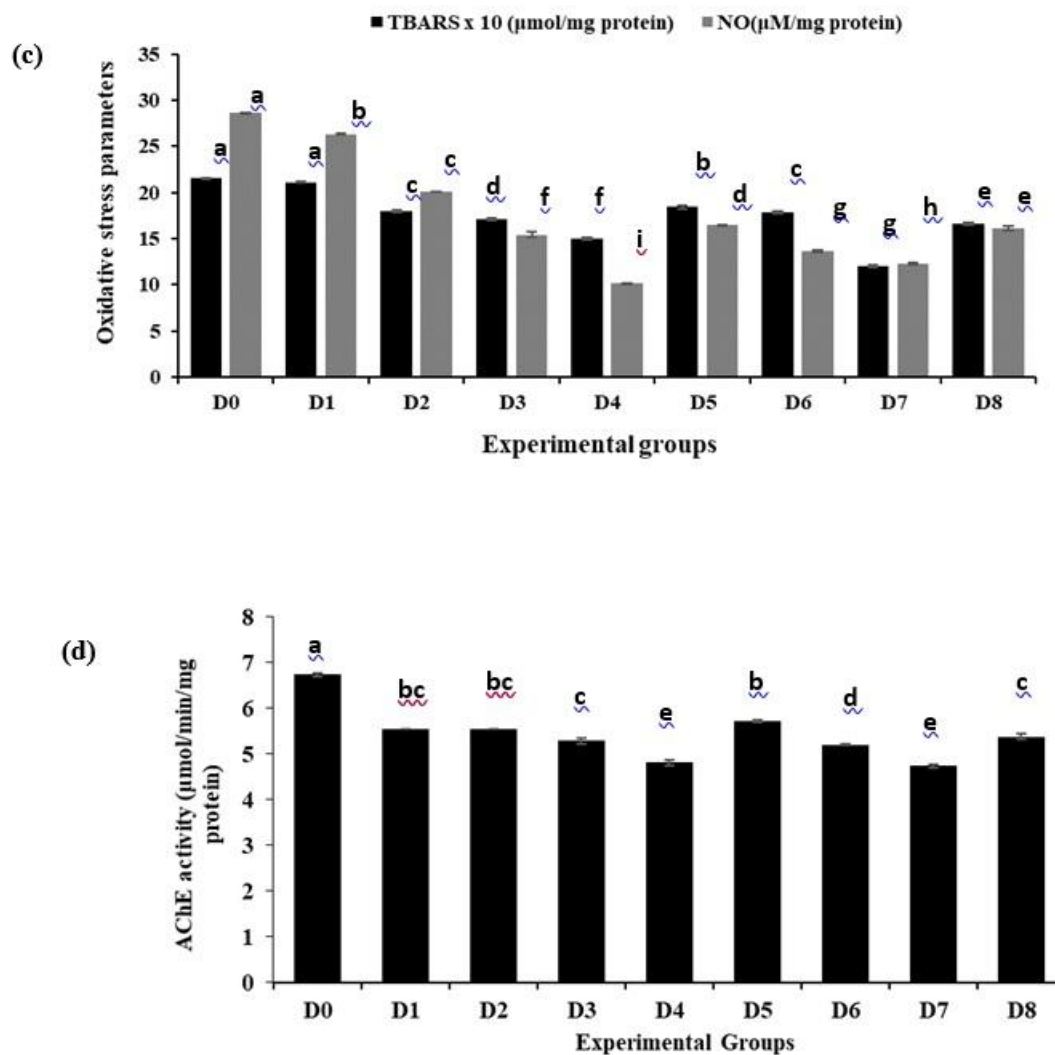 TBARS x 10 (µmol/mg protein) NO(µM/mg protein)
(c)
Oxidative stress parameters
35
30
25
20
15
10
5
0
a a a b c c d f f i b d c g g h e e
D0 D1 D2 D3 D4 D5 D6 D7 D8
Experimental groups
(d)
AChE activity (µmol/min/mg
protein)
8
7
6
5
4
3
2
1
0
a bc bc c e b d e c
D0 D1 D2 D3 D4 D5 D6 D7 D8
Experimental Groups